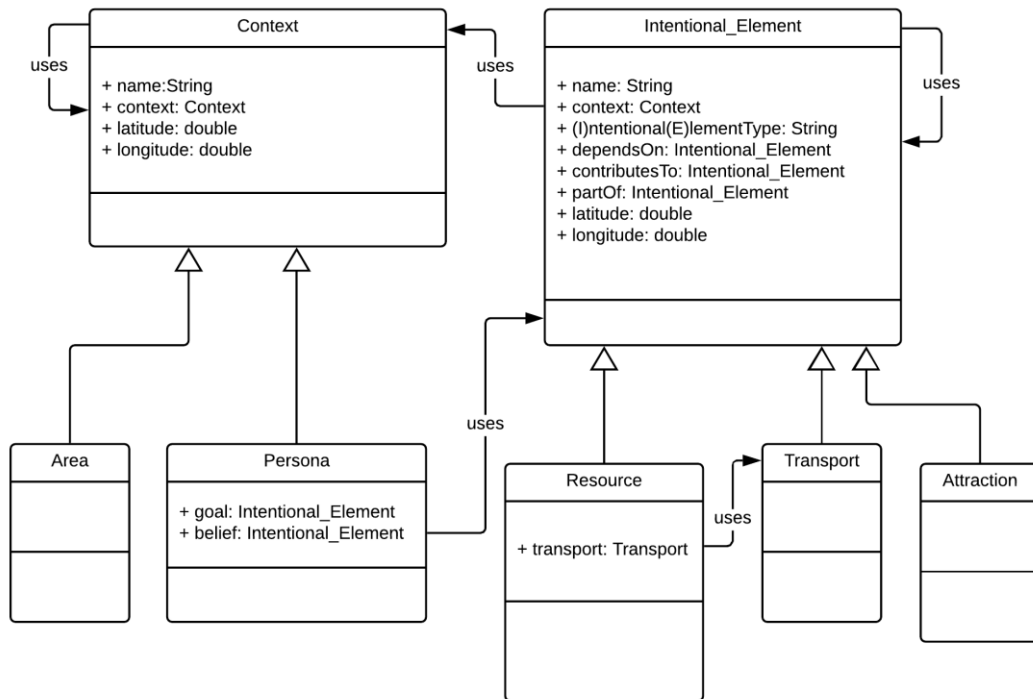 Context
uses
+ name:String
+ context: Context
+ latitude: double
+ longitude: double
Intentional_Element
uses
uses
+ name: String
+ context: Context
+ (I)ntentional(E)lementType: String
+ dependsOn: Intentional_Element
+ contributesTo: Intentional_Element
+ partOf: Intentional_Element
+ latitude: double
+ longitude: double
uses
Area
Persona
+ goal: Intentional_Element
+ belief: Intentional_Element
Resource
+ transport: Transport
uses
Transport
Attraction